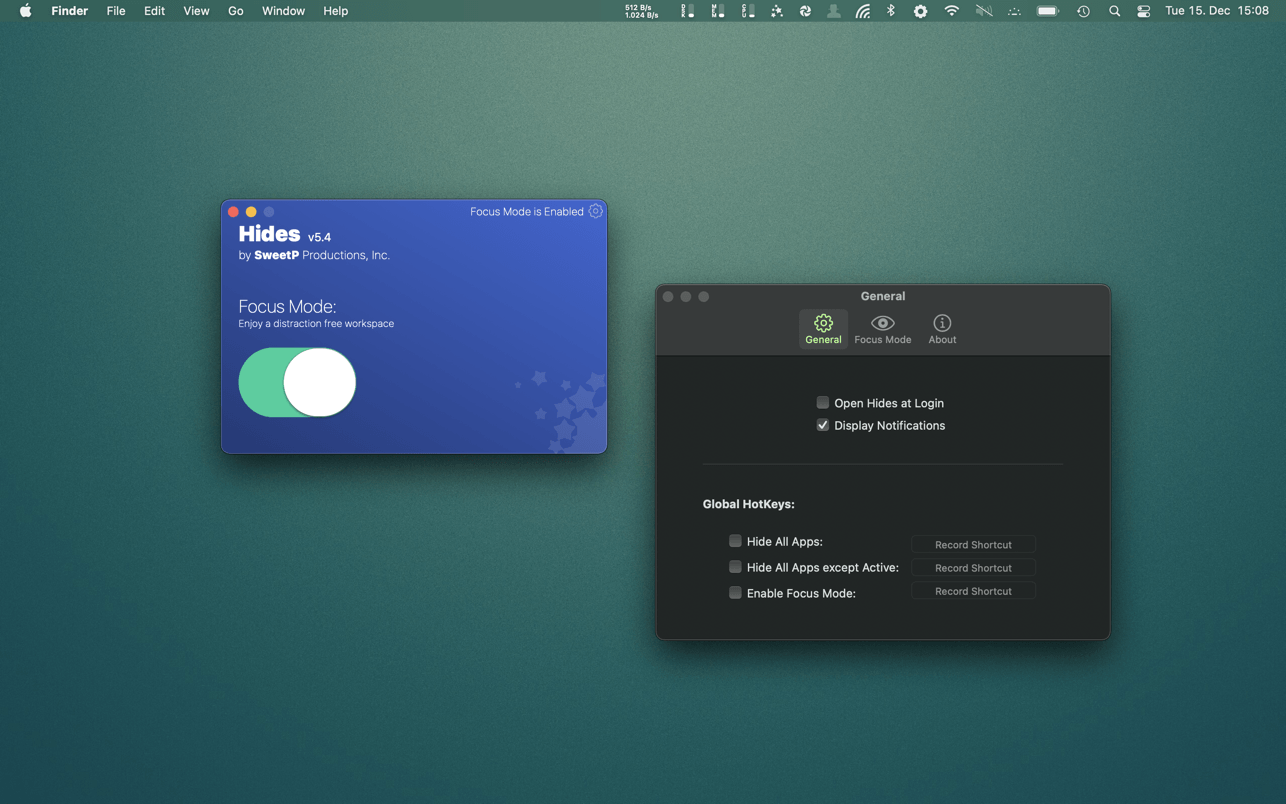 Finder File Edit View Go Window Help
512 B/s
1.024 B/s
Tue 15. Dec 15:08
Focus Mode is Enabled
Hides v5.4
by SweetP Productions, Inc.
Focus Mode:
Enjoy a distraction free workspace
General
General Focus Mode About
Open Hides at Login
Display Notifications
Global HotKeys:
Hide All Apps: Record Shortcut
Hide All Apps except Active: Record Shortcut
Enable Focus Mode: Record Shortcut